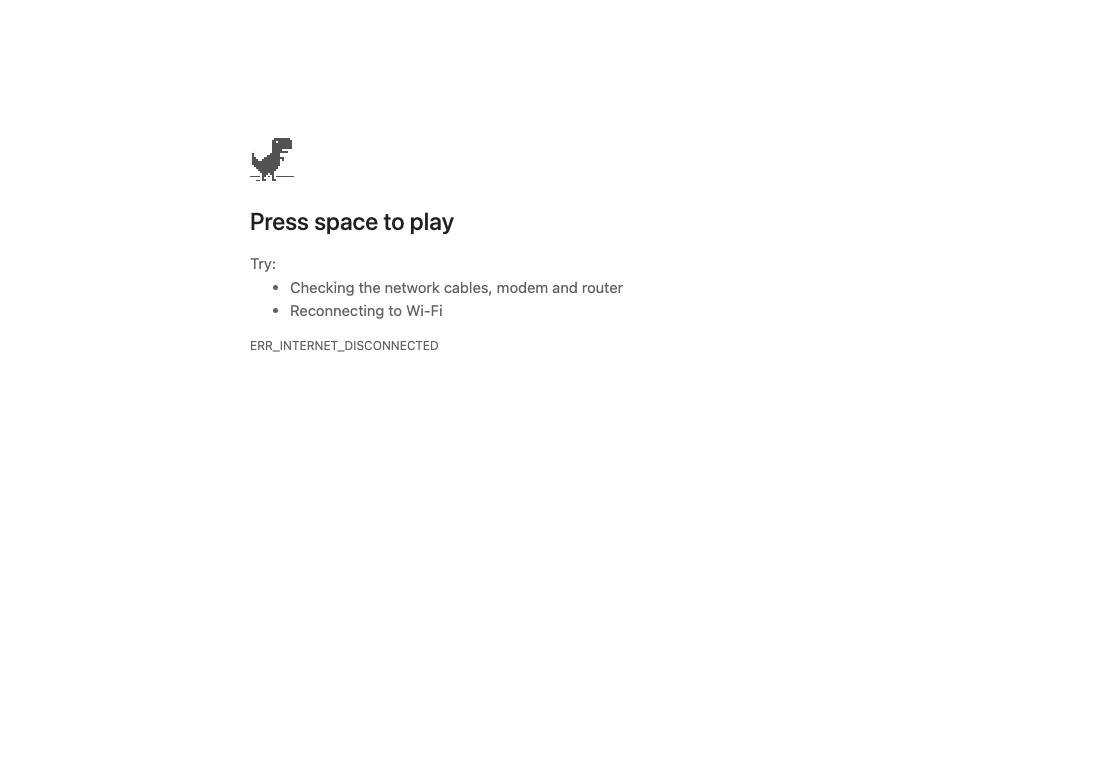 Press space to play
Try:
Checking the network cables, modem and router
Reconnecting to Wi-Fi
ERR_INTERNET_DISCONNECTED